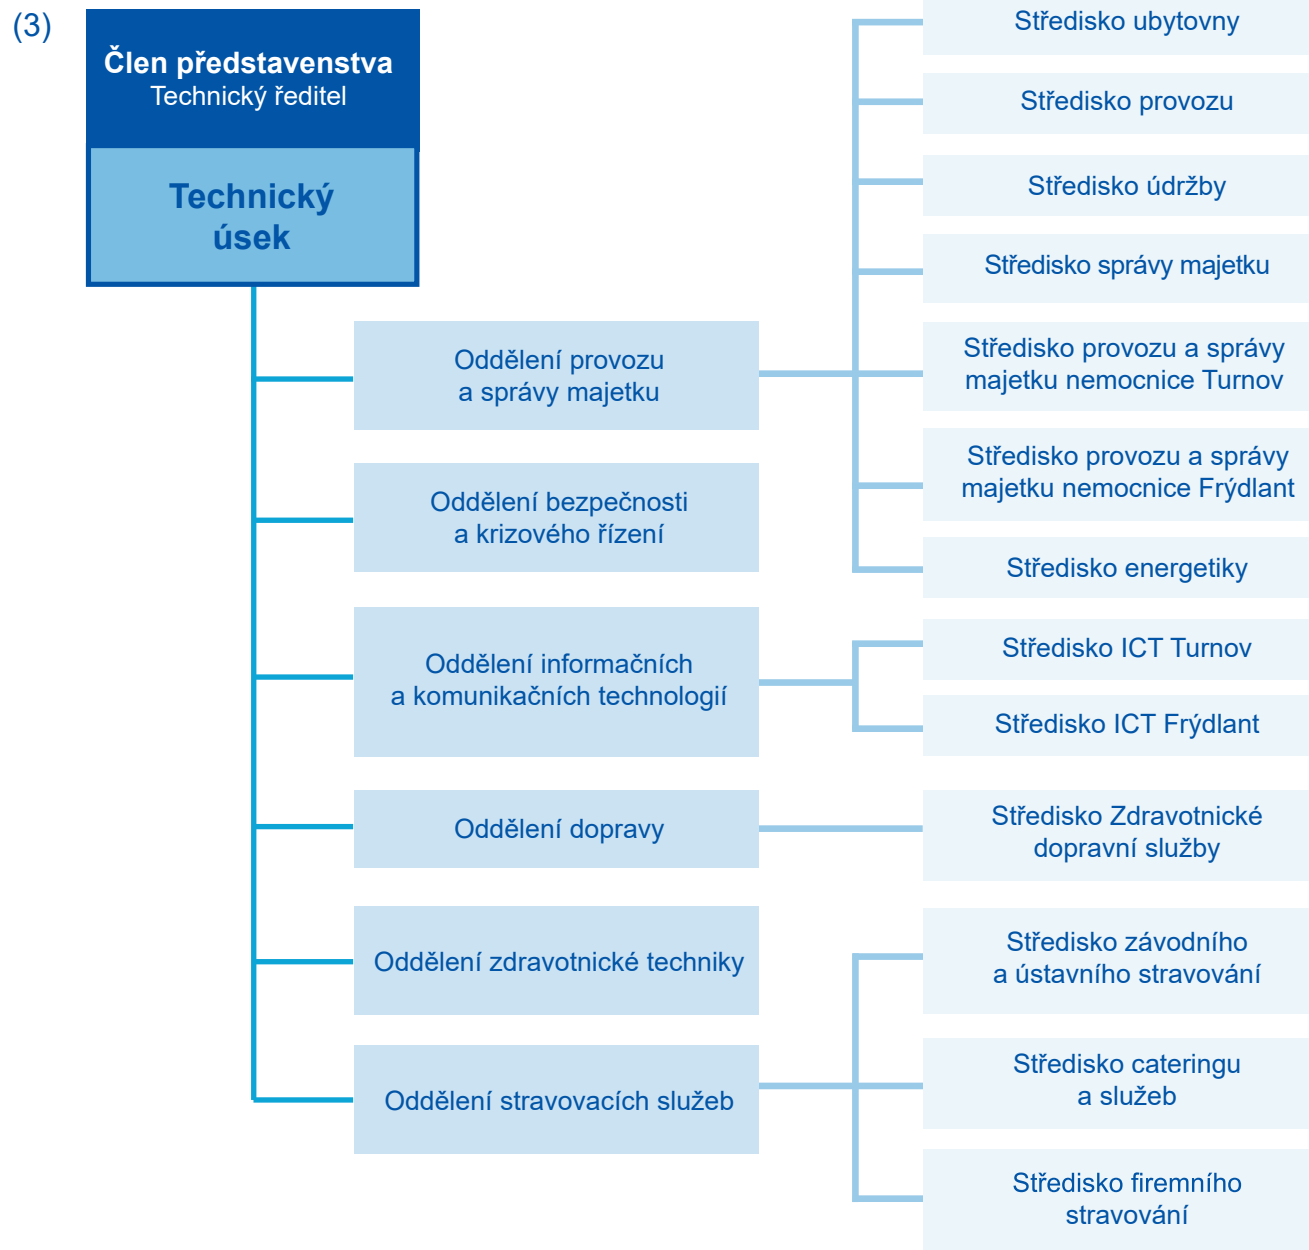 (3)
Člen představenstva
Technický ředitel
Technický
úsek
Oddělení provozu
a správy majetku
Středisko ubytovny
Středisko provozu
Středisko údržby
Středisko správy majetku
Středisko provozu a správy
majetku nemocnice Turnov
Středisko provozu a správy
majetku nemocnice Frýdlant
Středisko energetiky
Oddělení bezpečnosti
a krizového řízení
Oddělení informačních
a komunikačních technologií
Středisko ICT Turnov
Středisko ICT Frýdlant
Oddělení dopravy
Středisko Zdravotnické
dopravní služby
Oddělení zdravotnické techniky
Oddělení stravovacích služeb
Středisko závodního
a ústavního stravování
Středisko cateringu
a služeb
Středisko firemního
stravování